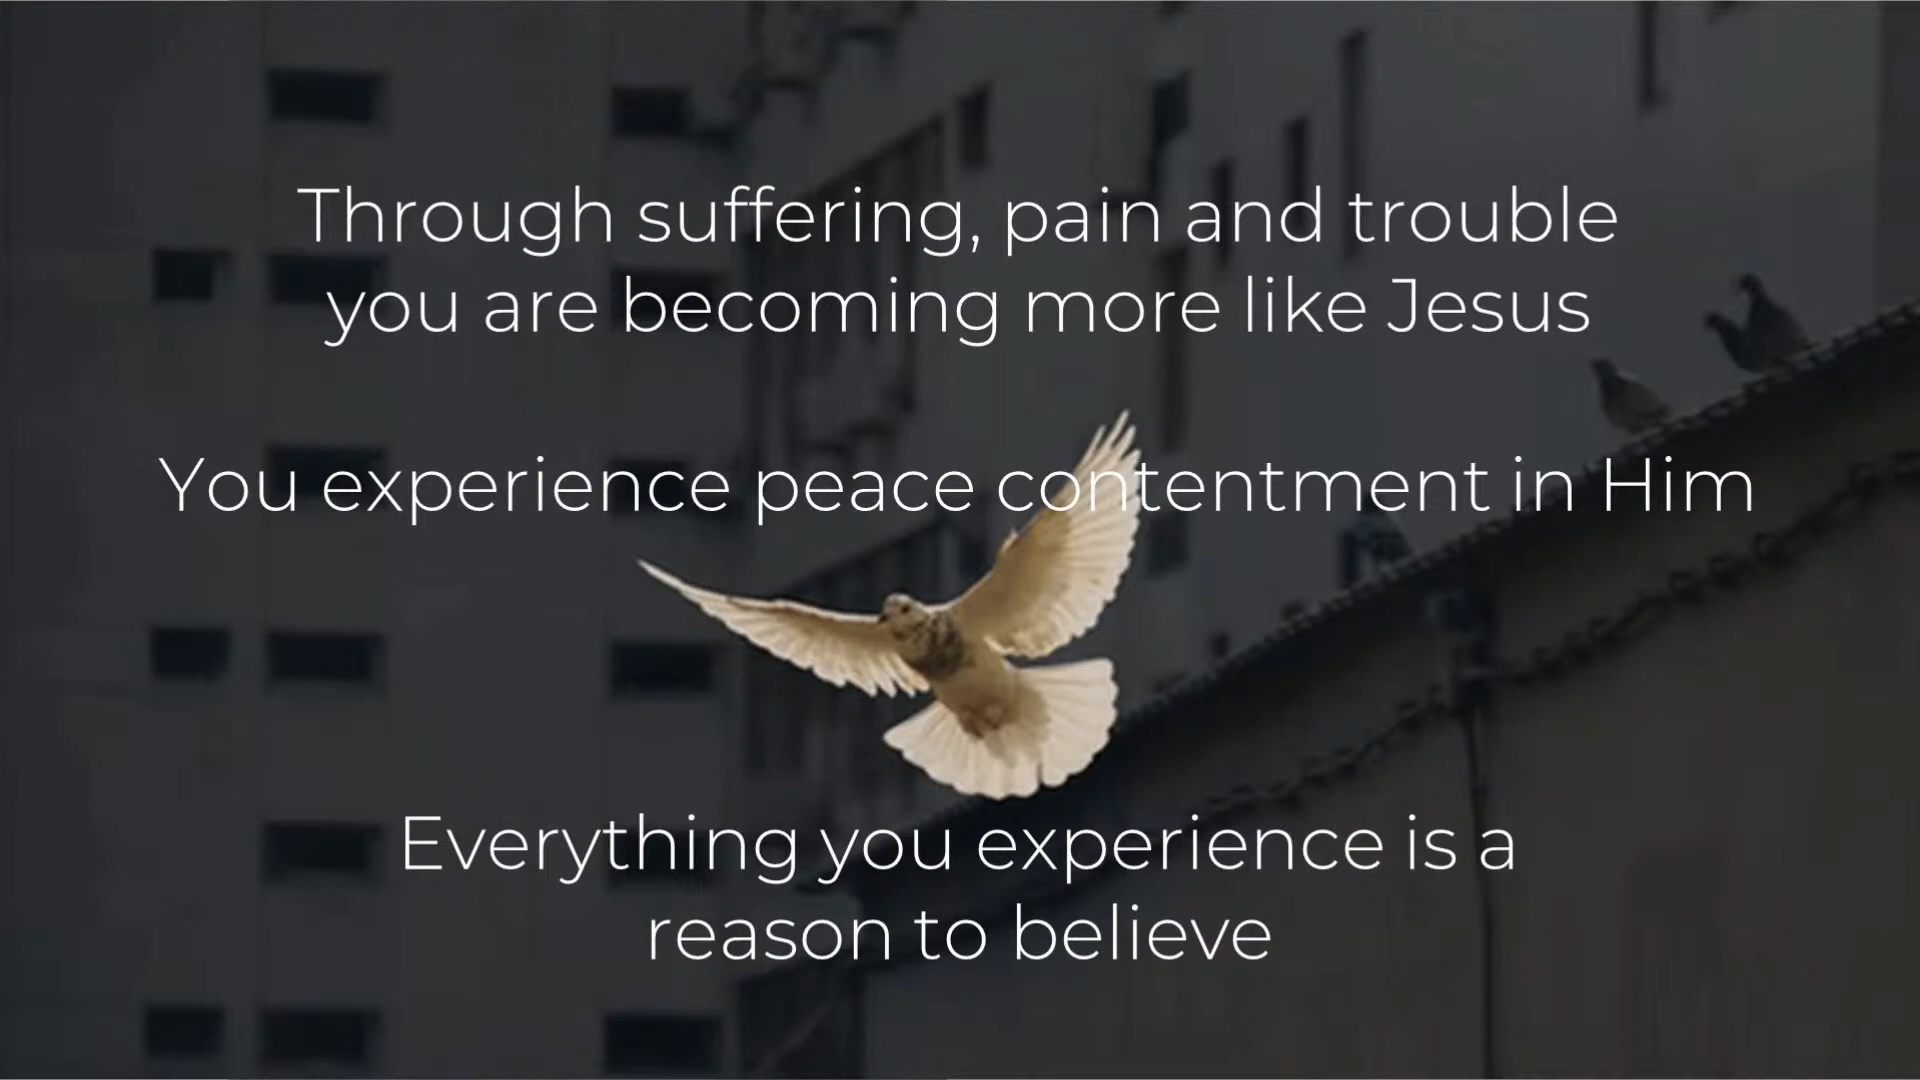 Through suffering, pain and trouble
you are becoming more like Jesus
You experience peace contentment in Him
Everything you experience is a
reason to believe